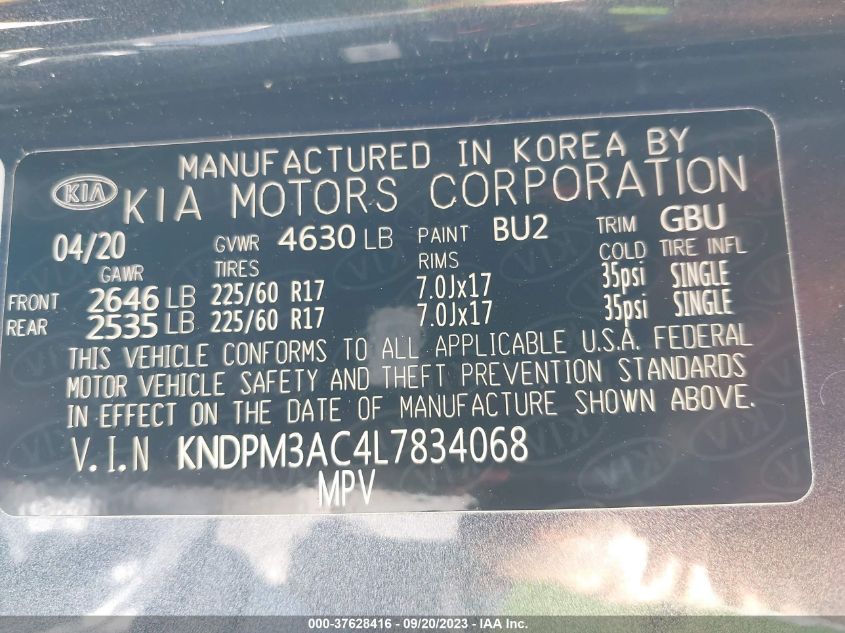 MANUFACTURED IN KOREA BY
KIA KIA MOTORS CORPORATION
04/20 GVWR 4630 LB PAINT BU2 TRIM GBU
GAWR TIRES RIMS COLD TIRE INFL
FRONT 2646 LB 225/60 R17 7.0Jx17 35psi SINGLE
REAR 2535 LB 225/60 R17 7.0Jx17 35psi SINGLE
THIS VEHICLE CONFORMS TO ALL APPLICABLE U.S.A. FEDERAL
MOTOR VEHICLE SAFETY AND THEFT PREVENTION STANDARDS
IN EFFECT ON THE DATE OF MANUFACTURE SHOWN ABOVE.
V.I.N KNDPM3AC4L7834068
MPV
000-37628416 - 09/20/2023 - IAA Inc.